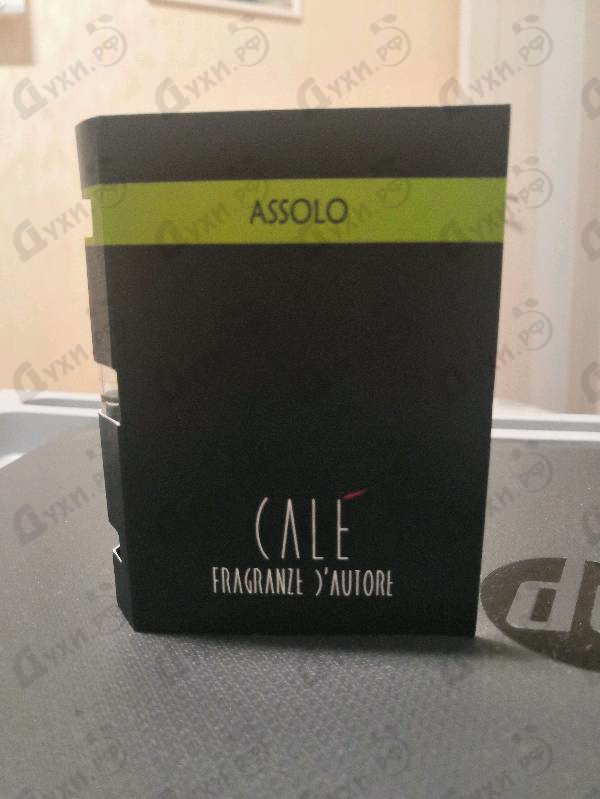 ASSOLO
CALÉ
FRAGRANZE D'AUTORE
духи.рф